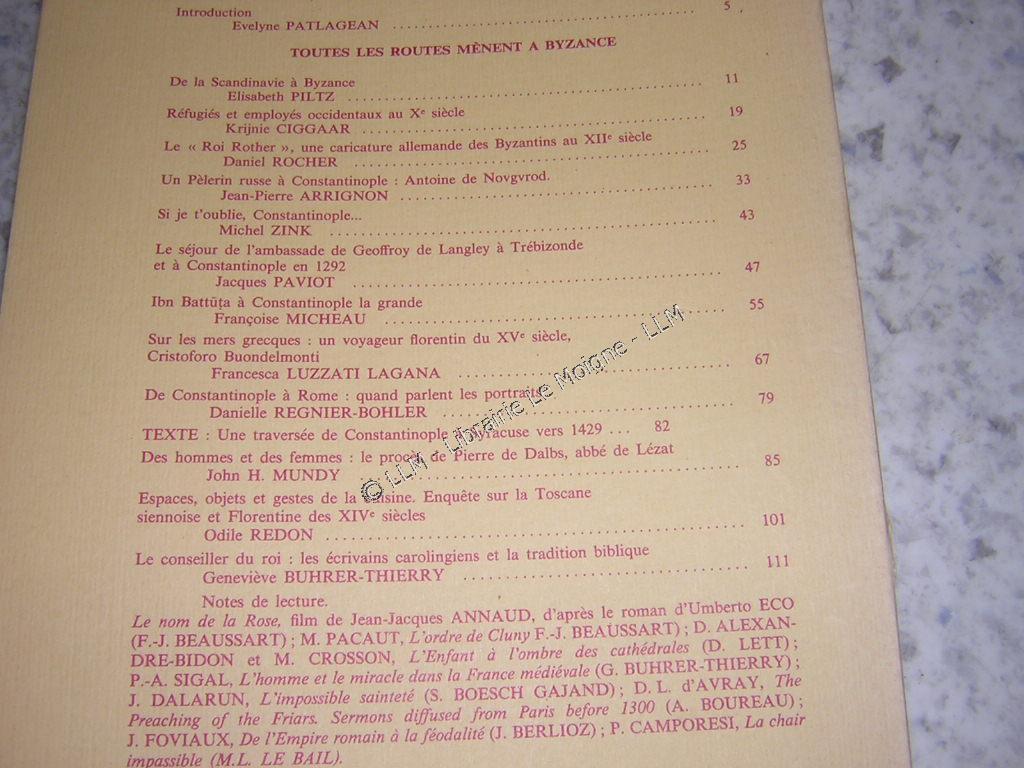 Introduction
Evelyne PATLAGEAN .......... 5
TOUTES LES ROUTES MÈNENT A BYZANCE
De la Scandinavie à Byzance
Elisabeth PILTZ .......... 11
Réfugiés et employés occidentaux au Xe siècle
Krijnie CIGGAAR .......... 19
Le « Roi Rother », une caricature allemande des Byzantins au XIIe siècle
Daniel ROCHER .......... 25
Un Pèlerin russe à Constantinople : Antoine de Novgvrod.
Jean-Pierre ARRIGNON .......... 33
Si je t'oublie, Constantinople...
Michel ZINK .......... 43
Le séjour de l'ambassade de Geoffroy de Langley à Trébizonde
et à Constantinople en 1292
Jacques PAVIOT .......... 47
Ibn Battūta à Constantinople la grande
Françoise MICHEAU .......... 55
Sur les mers grecques : un voyageur florentin du XVe siècle,
Cristoforo Buondelmonti
Francesca LUZZATI LAGANA .......... 67
De Constantinople à Rome : quand parlent les portraits
Danielle REGNIER-BOHLER .......... 79
TEXTE : Une traversée de Constantinople à Syracuse vers 1429 ... 82
Des hommes et des femmes : le procès de Pierre de Dalbs, abbé de Lézat
John H. MUNDY .......... 85
Espaces, objets et gestes de la cuisine. Enquête sur la Toscane
siennoise et Florentine des XIVe siècles
Odile REDON .......... 101
Le conseiller du roi : les écrivains carolingiens et la tradition biblique
Geneviève BUHRER-THIERRY .......... 111
Notes de lecture.
Le nom de la Rose, film de Jean-Jacques ANNAUD, d'après le roman d'Umberto ECO
(F.-J. BEAUSSART) ; M. PACAUT, L'ordre de Cluny F.-J. BEAUSSART) ; D. ALEXAN-
DRE-BIDON et M. CROSSON, L'Enfant à l'ombre des cathédrales (D. LETT) ;
P.-A. SIGAL, L'homme et le miracle dans la France médiévale (G. BUHRER-THIERRY) ;
J. DALARUN, L'impossible sainteté (S. BOESCH GAJAND) ; D. L. d'AVRAY, The
Preaching of the Friars. Sermons diffused from Paris before 1300 (A. BOUREAU) ;
J. FOVIAUX, De l'Empire romain à la féodalité (J. BERLIOZ) ; P. CAMPORESI, La chair
impassible (M.L. LE BAIL).
© LLM - Librairie Le Moigne - LLM